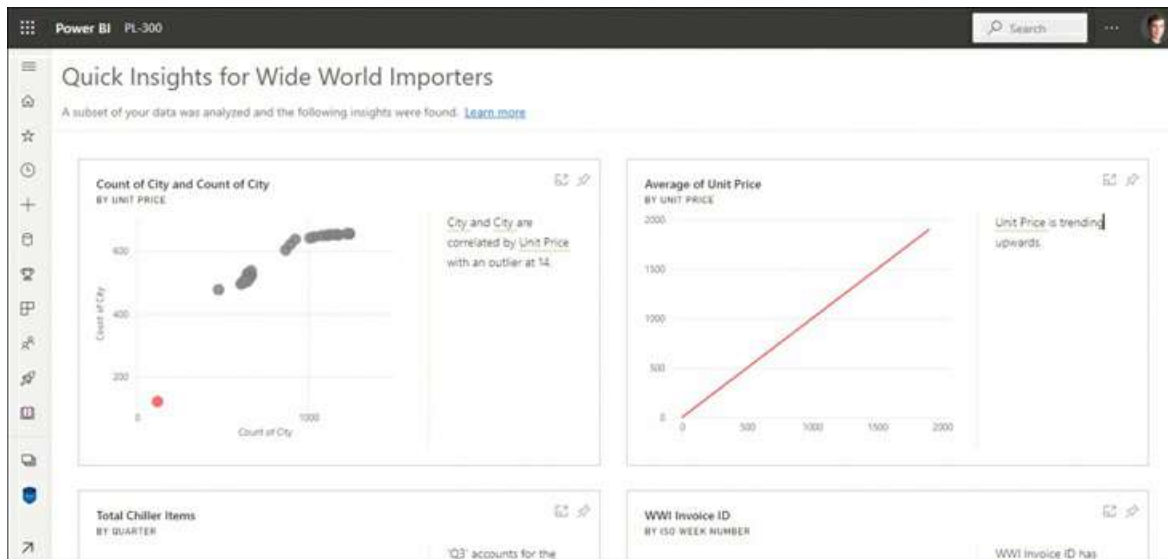 Power BI PL-300
Search
Quick Insights for Wide World Importers
A subset of your data was analyzed and the following insights were found. Learn more
Count of City and Count of City
BY UNIT PRICE
600
400
200
0
1000
Count of City
Count of City
City and City are
correlated by Unit Price
with an outlier at 14.
Average of Unit Price
BY UNIT PRICE
2000
1500
1000
500
0
0 500 1000 1500 2000
Unit Price is trending
upwards.
Total Chiller Items
BY QUARTER
'Q3' accounts for the
WWI Invoice ID
BY ISO WEEK NUMBER
WWI Invoice ID has